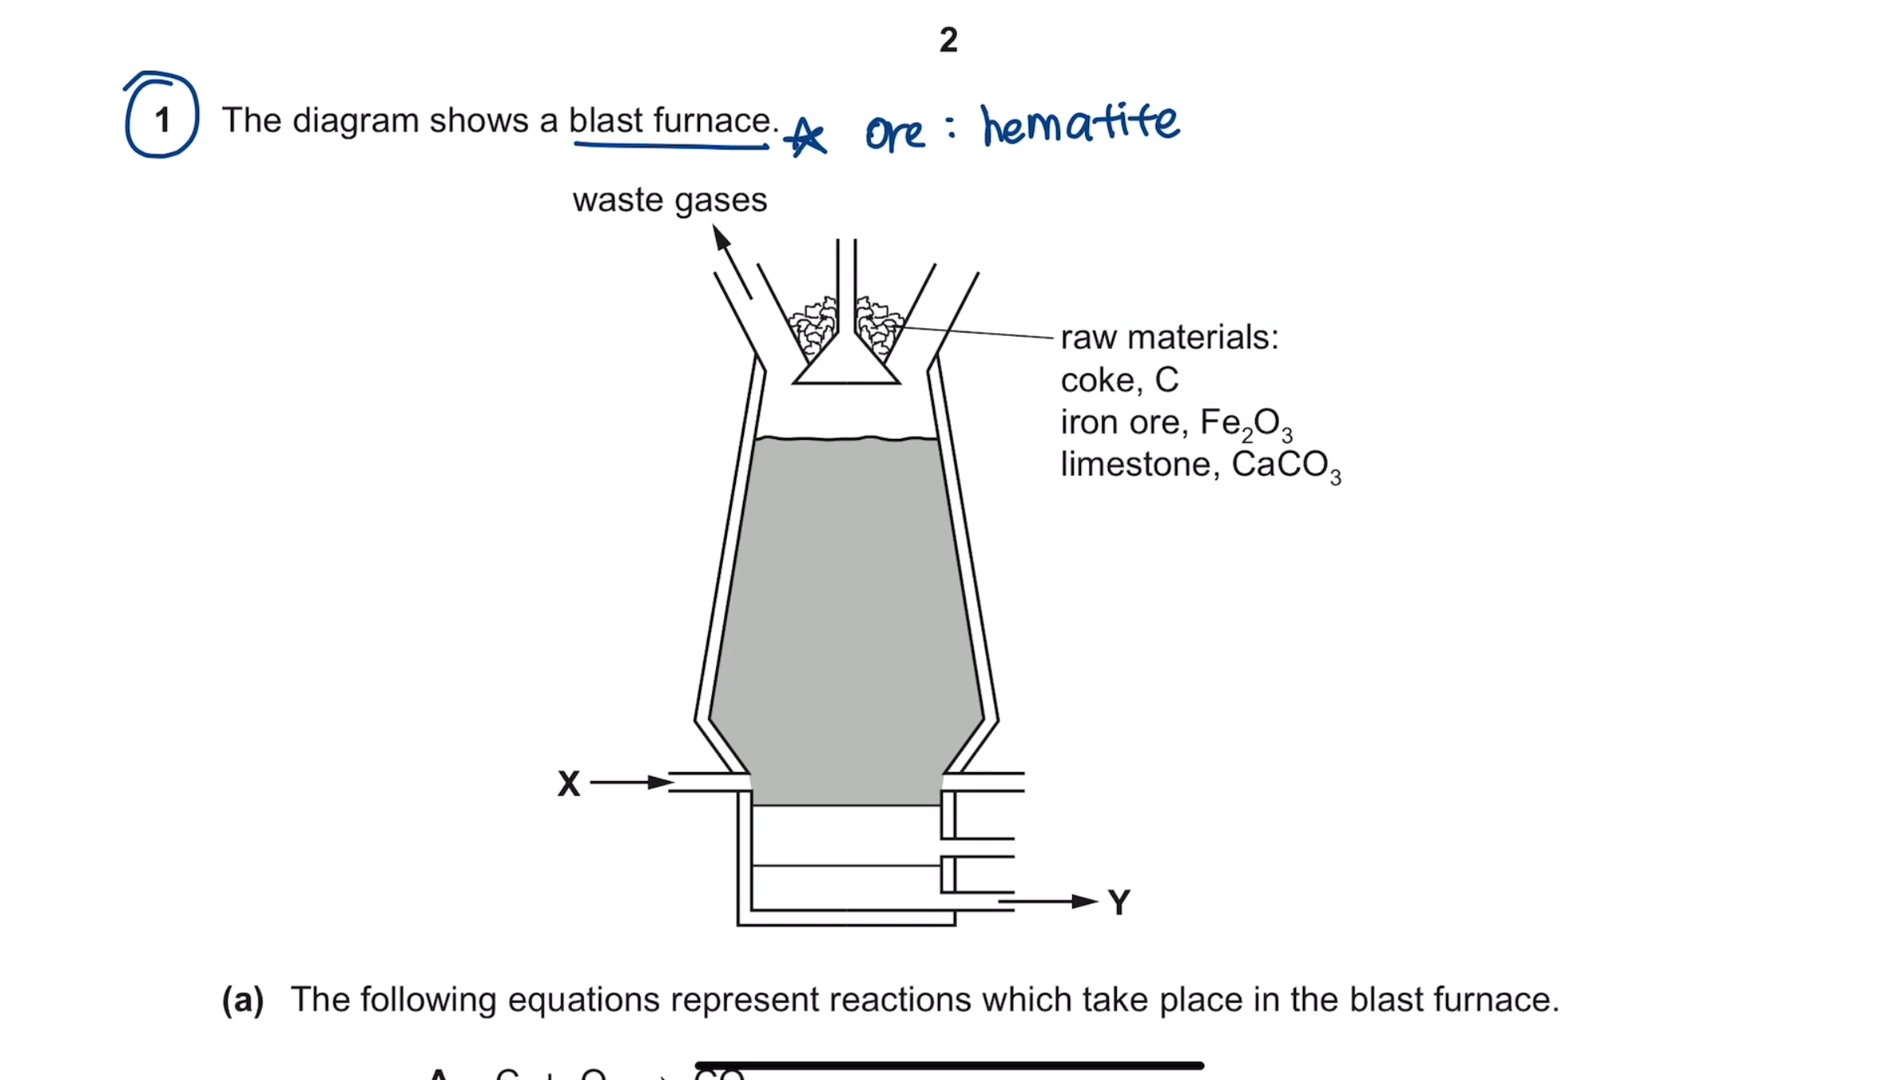 2
1 The diagram shows a blast furnace. ☆ ore : hematite
waste gases
raw materials:
coke, C
iron ore, Fe₂O₃
limestone, CaCO₃
X
Y
(a) The following equations represent reactions which take place in the blast furnace.